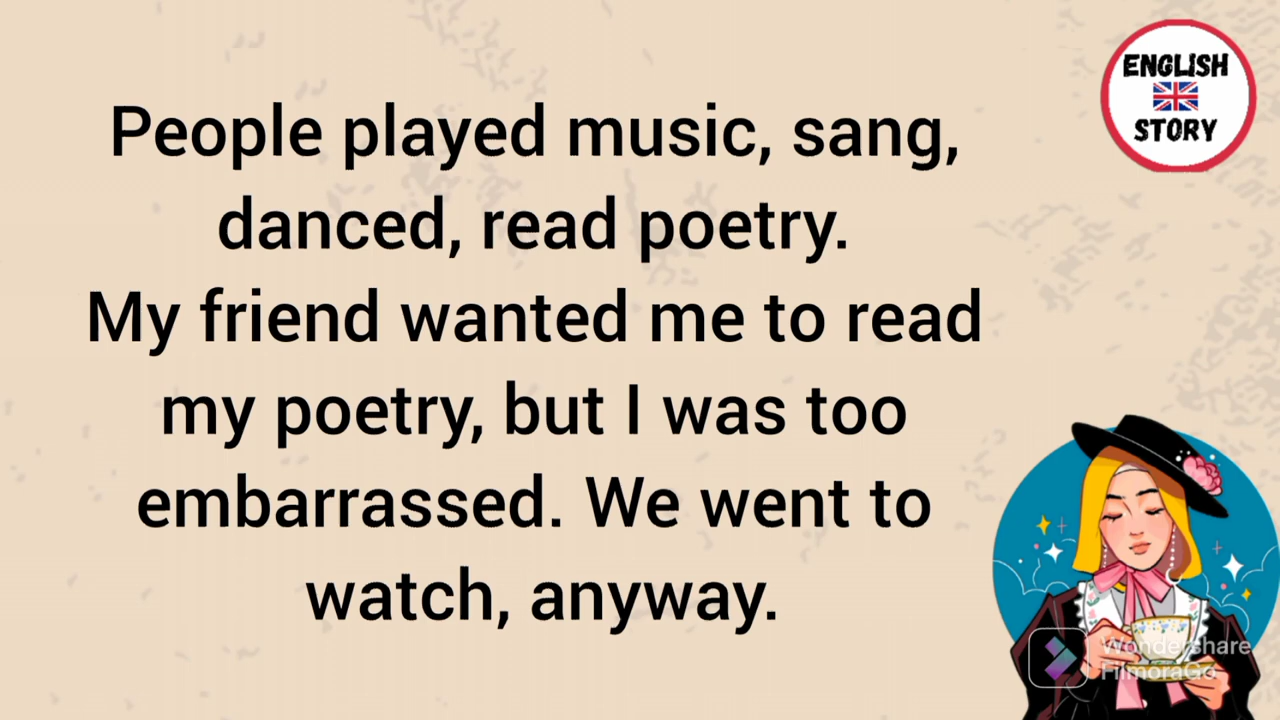 ENGLISH
STORY
People played music, sang,
danced, read poetry.
My friend wanted me to read
my poetry, but I was too
embarrassed. We went to
watch, anyway.
Wondershare
FilmoraGo